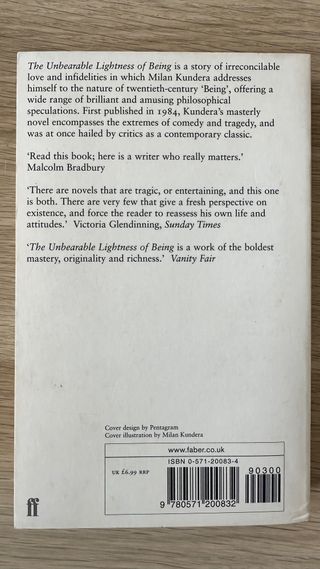 The Unbearable Lightness of Being is a story of irreconcilable
love and infidelities in which Milan Kundera addresses
himself to the nature of twentieth-century ‘Being’, offering a
wide range of brilliant and amusing philosophical
speculations. First published in 1984, Kundera’s masterly
novel encompasses the extremes of comedy and tragedy, and
was at once hailed by critics as a contemporary classic.
‘Read this book; here is a writer who really matters.’
Malcolm Bradbury
‘There are novels that are tragic, or entertaining, and this one
is both. There are very few that give a fresh perspective on
existence, and force the reader to reassess his own life and
attitudes.’ Victoria Glendinning, Sunday Times
‘The Unbearable Lightness of Being is a work of the boldest
mastery, originality and richness.’ Vanity Fair
Cover design by Pentagram
Cover illustration by Milan Kundera
UK £6.99 RRP
www.faber.co.uk
ISBN 0-571-20083-4
90300
9 780571 200832
ff